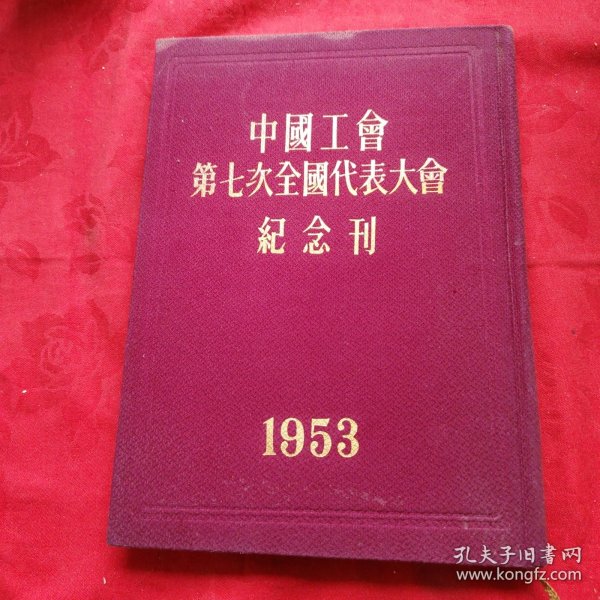 中國工會
第七次全國代表大會
紀念刊
1953
孔夫子旧书网
www.kongfz.com